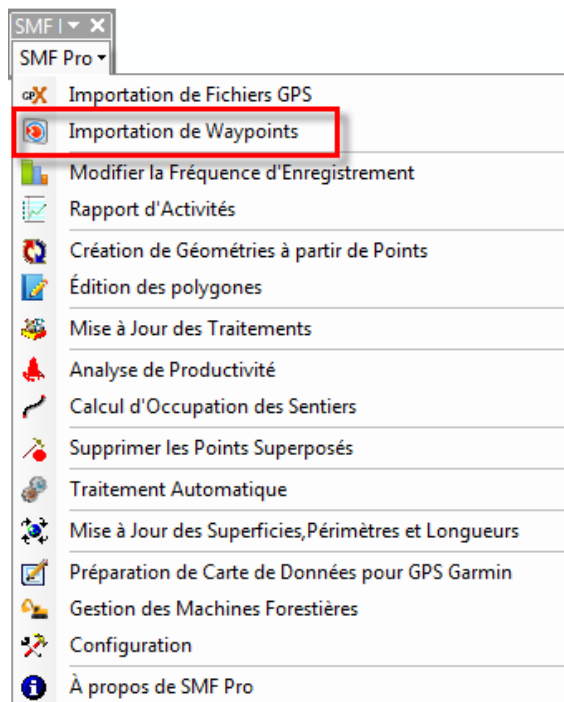 SMF I
SMF Pro
GPX Importation de Fichiers GPS
Importation de Waypoints
Modifier la Fréquence d'Enregistrement
Rapport d'Activités
Création de Géométries à partir de Points
Édition des polygones
Mise à Jour des Traitements
Analyse de Productivité
Calcul d'Occupation des Sentiers
Supprimer les Points Superposés
Traitement Automatique
Mise à Jour des Superficies,Périmètres et Longueurs
Préparation de Carte de Données pour GPS Garmin
Gestion des Machines Forestières
Configuration
À propos de SMF Pro